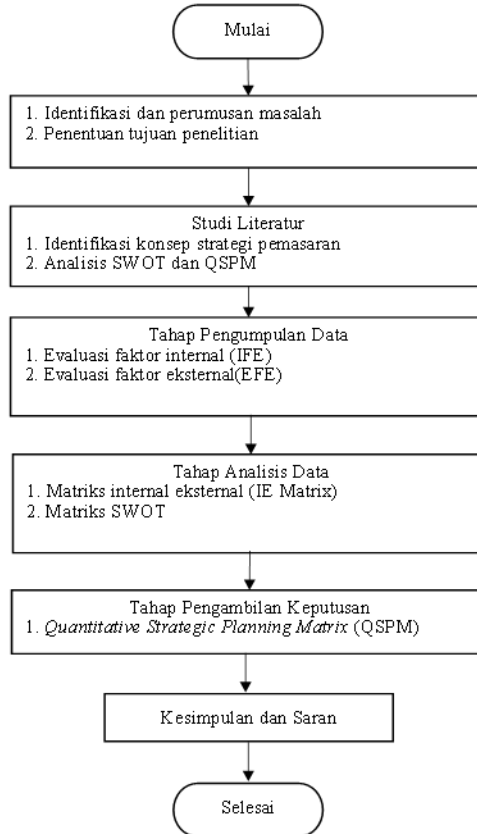 Mulai
1. Identifikasi dan perumusan masalah
2. Penentuan tujuan penelitian
Studi Literatur
1. Identifikasi konsep strategi pemasaran
2. Analisis SWOT dan QSPM
Tahap Pengumpulan Data
1. Evaluasi faktor internal (IFE)
2. Evaluasi faktor eksternal(EFE)
Tahap Analisis Data
1. Matriks internal eksternal (IE Matrix)
2. Matriks SWOT
Tahap Pengambilan Keputusan
1. Quantitative Strategic Planning Matrix (QSPM)
Kesimpulan dan Saran
Selesai